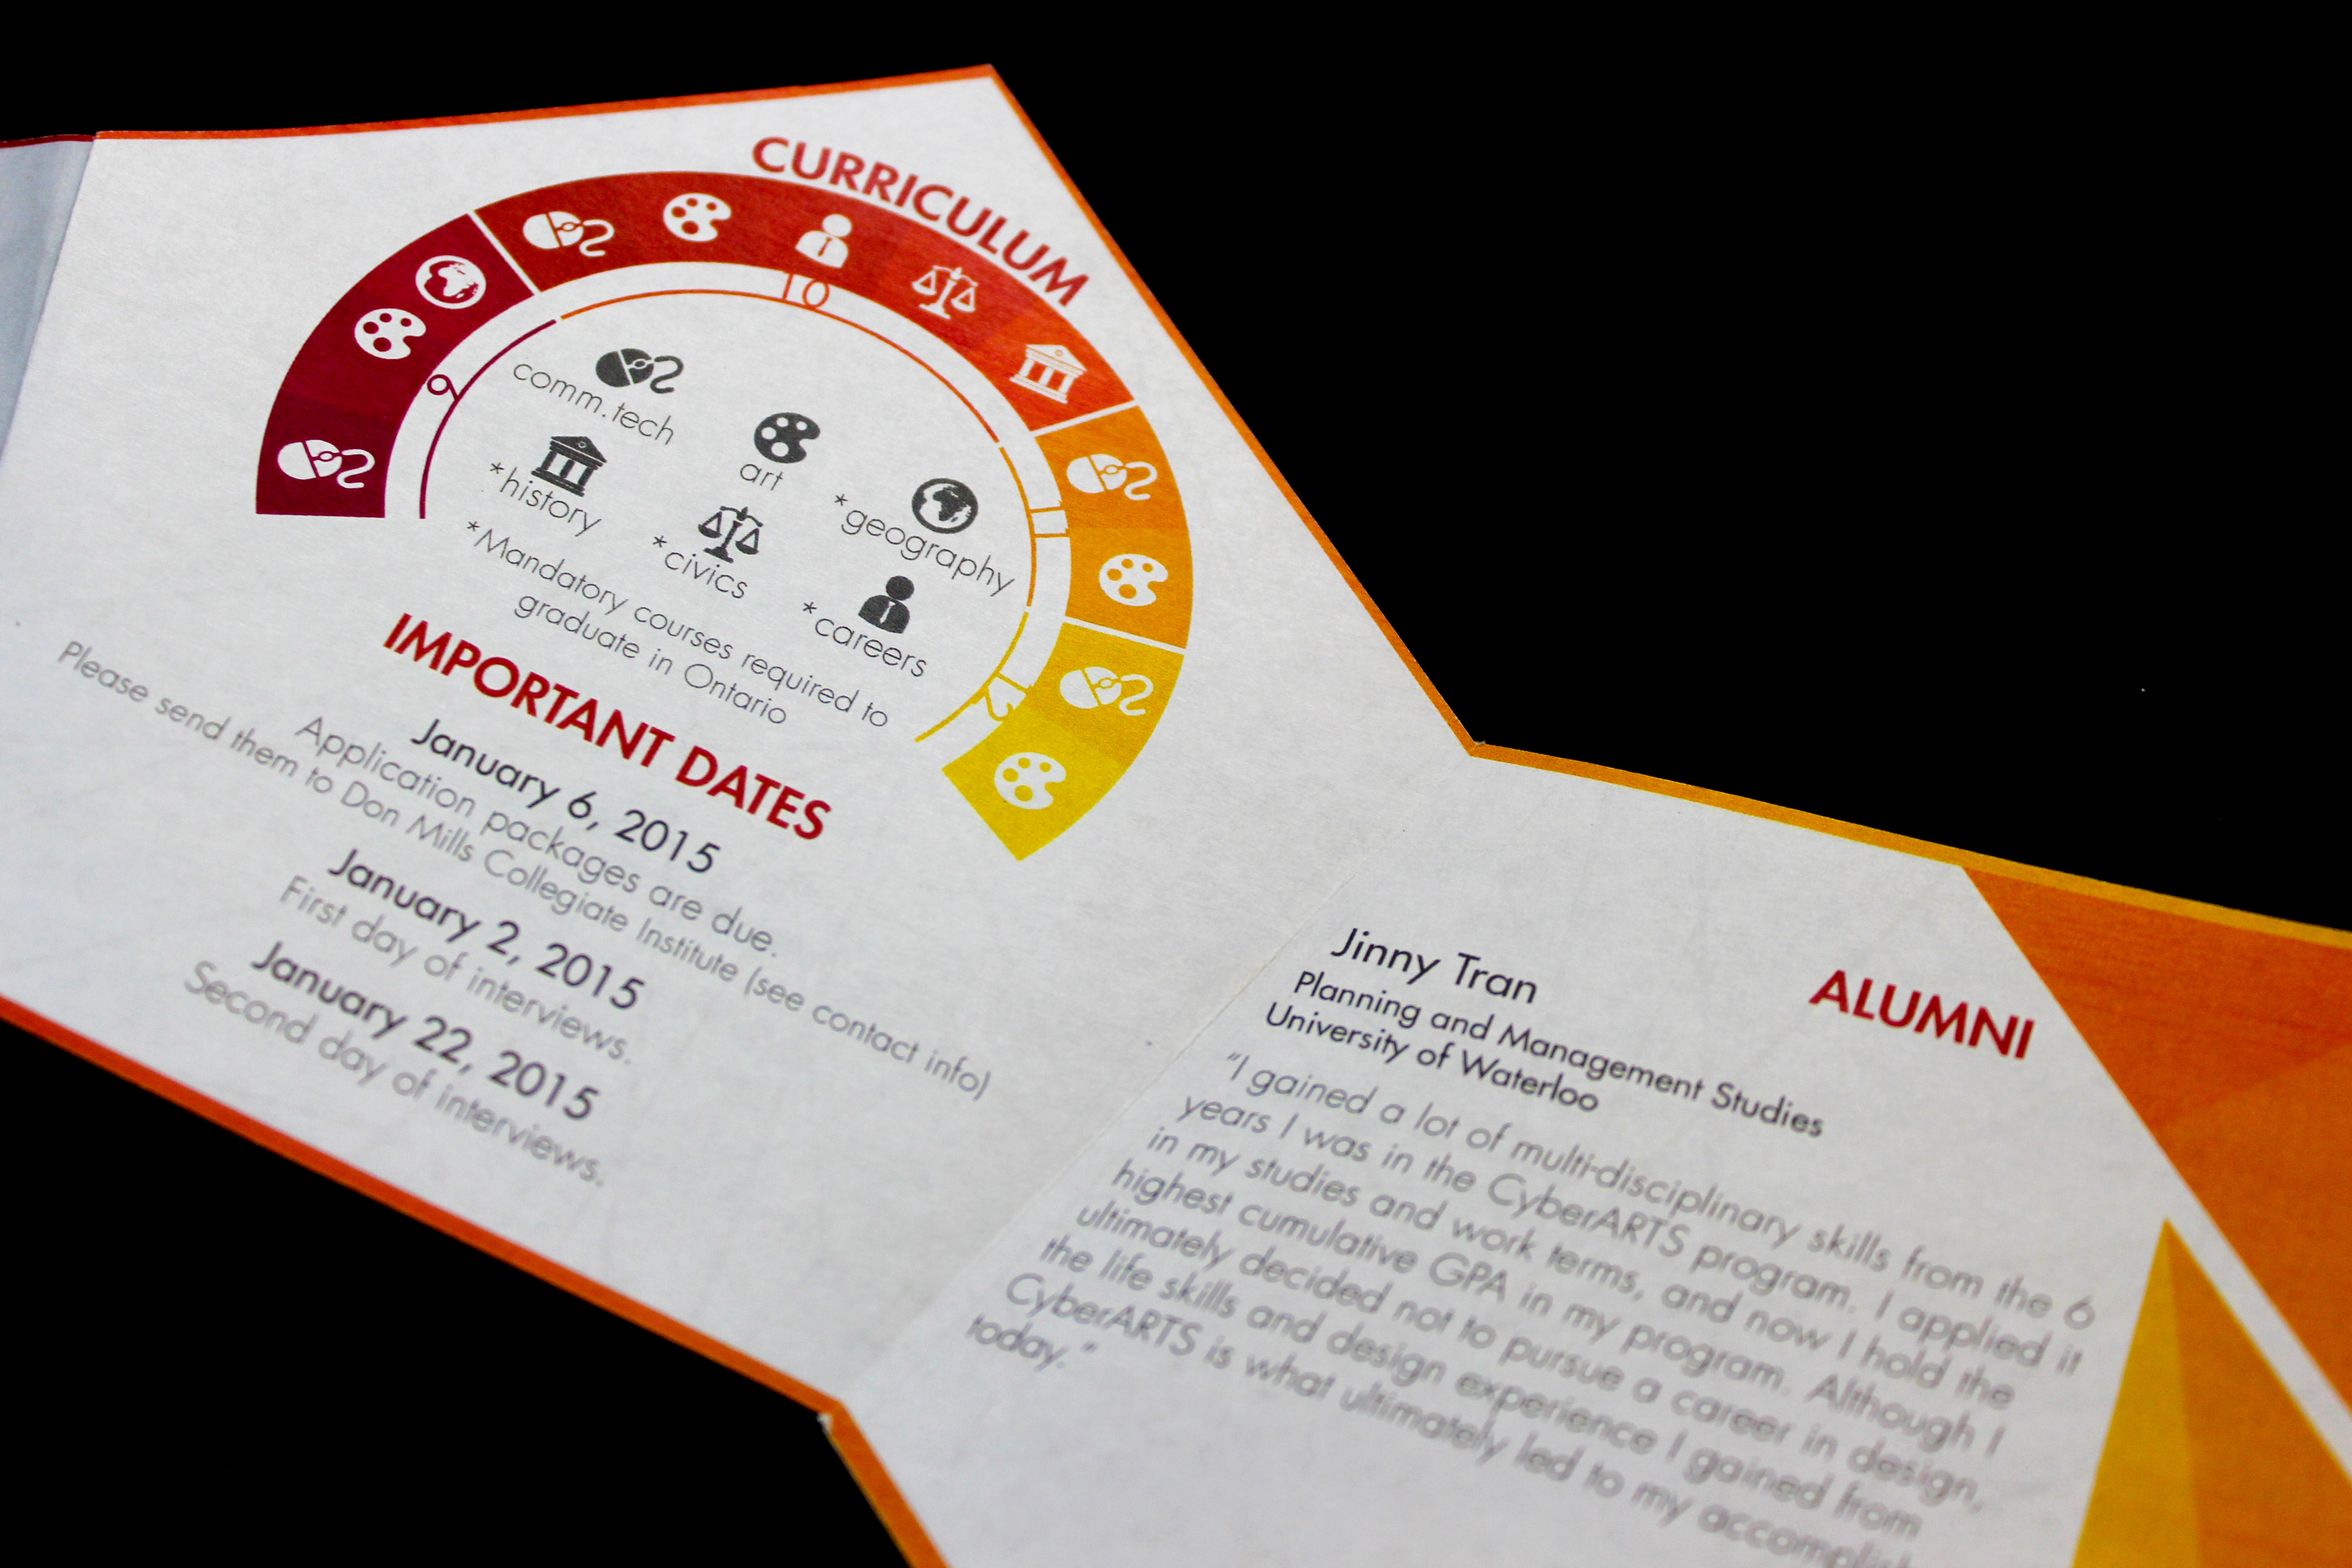 CURRICULUM
9
10
11
12
comm.tech
art
*geography
*history
*civics
*careers
*Mandatory courses required to
graduate in Ontario
IMPORTANT DATES
January 6, 2015
Application packages are due.
Please send them to Don Mills Collegiate Institute (see contact info)
January 2, 2015
First day of interviews.
January 22, 2015
Second day of interviews.
ALUMNI
Jinny Tran
Planning and Management Studies
University of Waterloo
"I gained a lot of multi-disciplinary skills from the 6
years I was in the CyberARTS program. I applied it
in my studies and work terms, and now I hold the
highest cumulative GPA in my program. Although I
ultimately decided not to pursue a career in design,
the life skills and design experience I gained from
CyberARTS is what ultimately led to my
today."